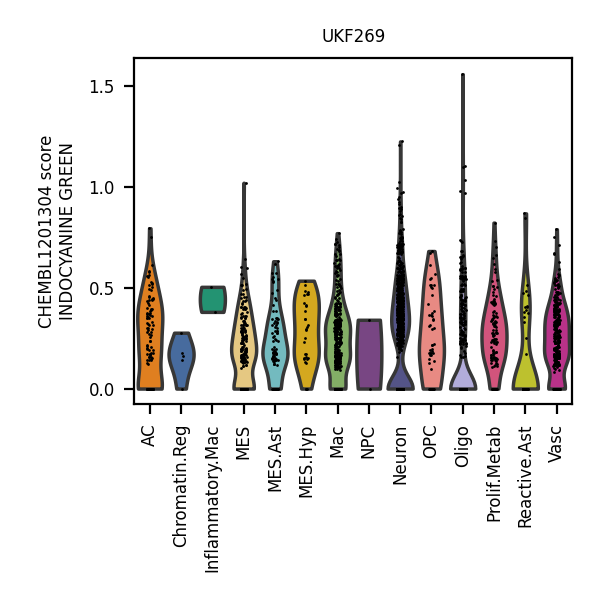 UKF269
CHEMBL1201304 score
INDOCYANINE GREEN
1.5
1.0
0.5
0.0
AC
Chromatin.Reg
Inflammatory.Mac
MES
MES.Ast
MES.Hyp
Mac
NPC
Neuron
OPC
Oligo
Prolif.Metab
Reactive.Ast
Vasc